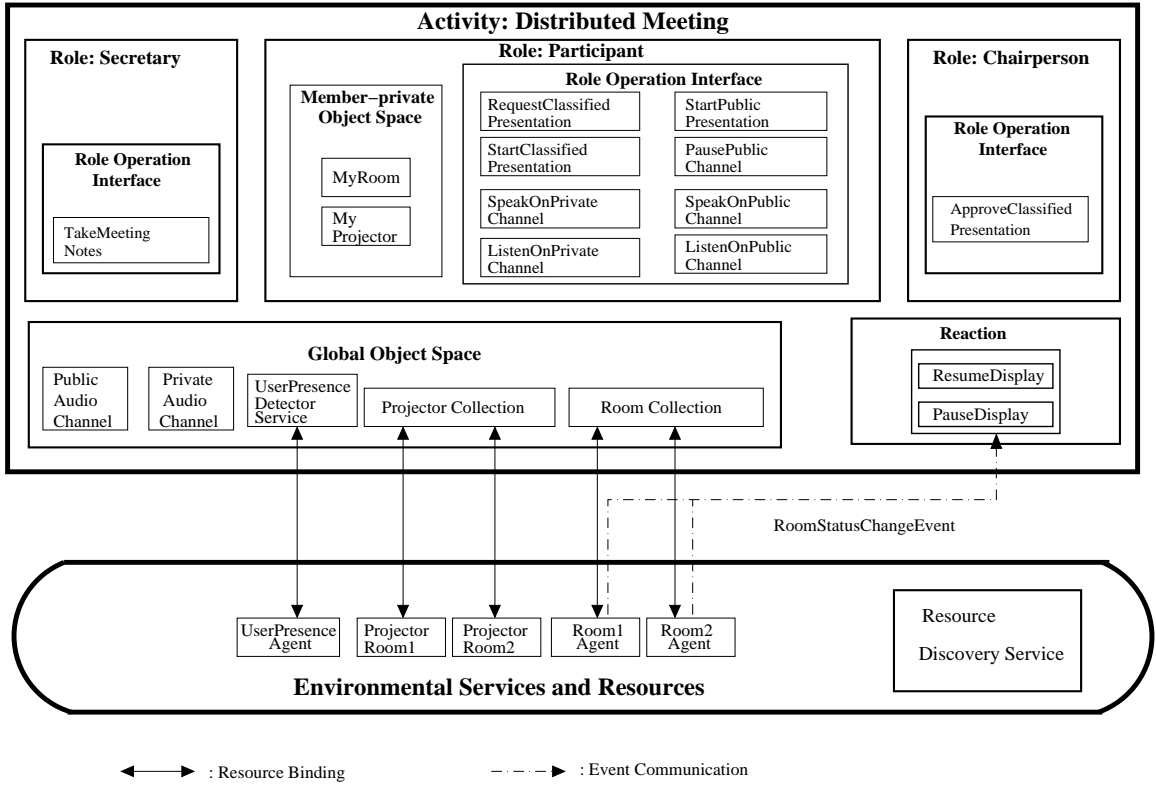 Activity: Distributed Meeting
Role: Secretary
Role Operation
Interface
TakeMeeting
Notes
Role: Participant
Member−private
Object Space
MyRoom
My
Projector
Role Operation Interface
RequestClassified
Presentation
StartPublic
Presentation
StartClassified
Presentation
PausePublic
Channel
SpeakOnPrivate
Channel
SpeakOnPublic
Channel
ListenOnPrivate
Channel
ListenOnPublic
Channel
Role: Chairperson
Role Operation
Interface
ApproveClassified
Presentation
Global Object Space
Public
Audio
Channel
Private
Audio
Channel
UserPresence
Detector
Service
Projector Collection
Room Collection
Reaction
ResumeDisplay
PauseDisplay
RoomStatusChangeEvent
UserPresence
Agent
Projector
Room1
Projector
Room2
Room1
Agent
Room2
Agent
Resource
Discovery Service
Environmental Services and Resources
: Resource Binding
: Event Communication